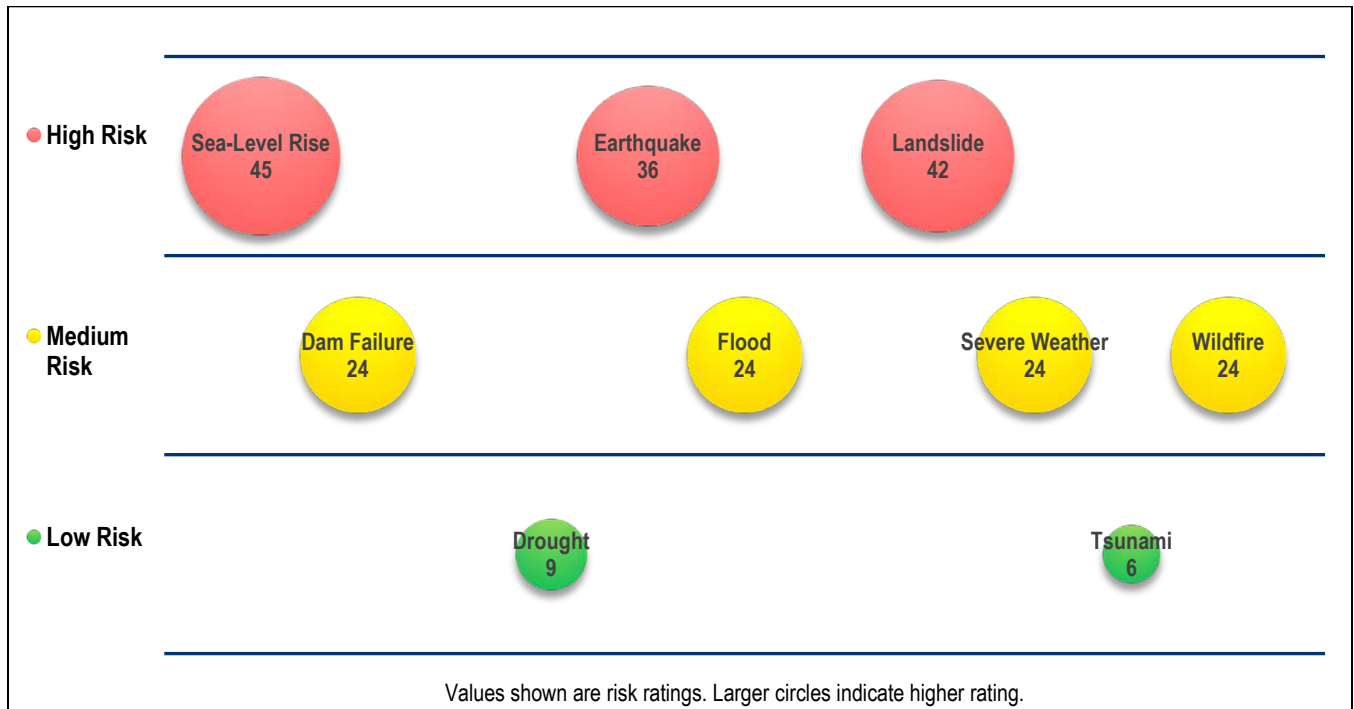 High Risk
Sea-Level Rise
45
Earthquake
36
Landslide
42
Medium
Risk
Dam Failure
24
Flood
24
Severe Weather
24
Wildfire
24
Low Risk
Drought
9
Tsunami
6
Values shown are risk ratings. Larger circles indicate higher rating.